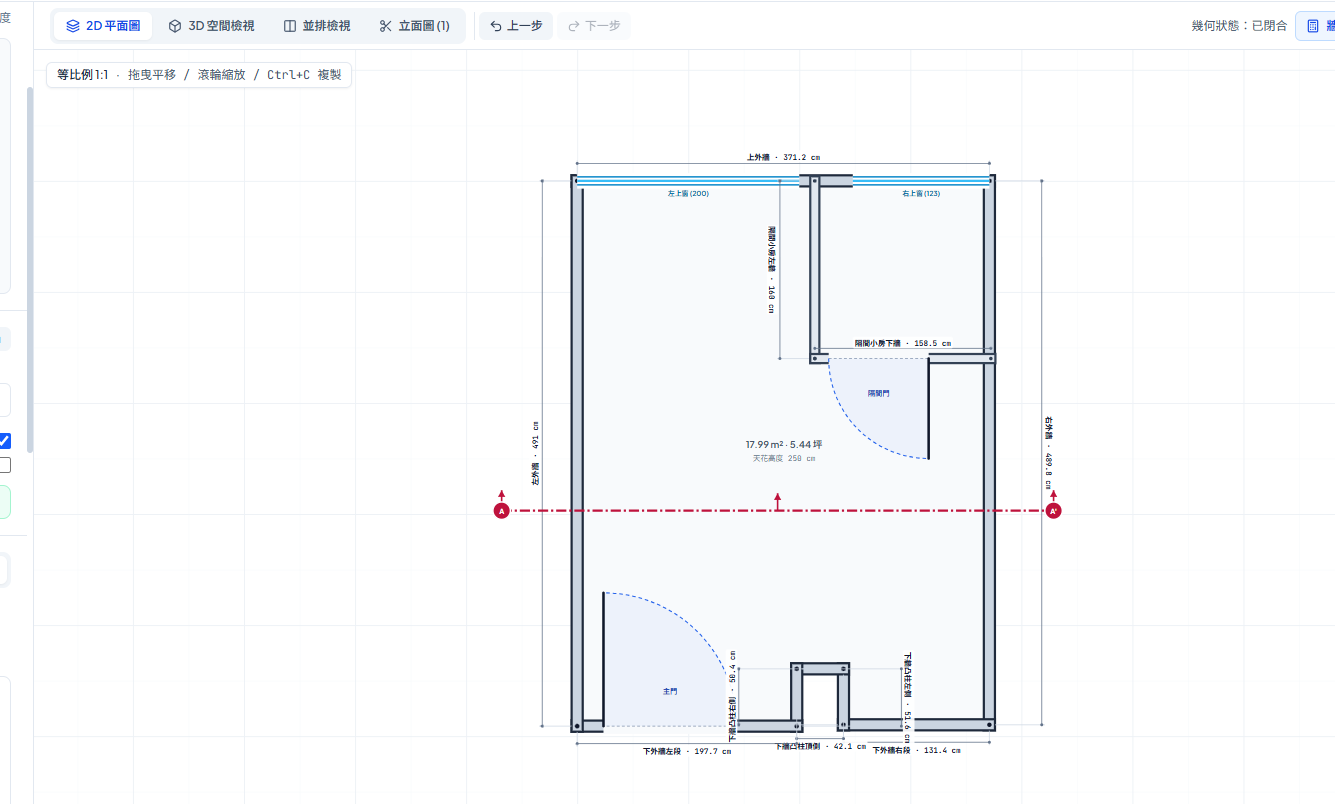 度
2D 平面圖
3D 空間檢視
並排檢視
立面圖 (1)
上一步
下一步
幾何狀態：已閉合
等比例 1:1 · 拖曳平移 / 滾輪縮放 / Ctrl+C 複製
上外牆 · 371.2 cm
左上窗 (200)
右上窗 (123)
隔間小房左牆 · 160 cm
隔間小房下牆 · 158.5 cm
隔間門
左外牆 · 491 cm
右外牆 · 489.8 cm
17.99 m² · 5.44 坪
天花高度 250 cm
A
A'
主門
下牆凸柱右側 · 50.4 cm
下牆凸柱左側 · 51.6 cm
下外牆左段 · 197.7 cm
下牆凸柱頂側 · 42.1 cm
下外牆右段 · 131.4 cm